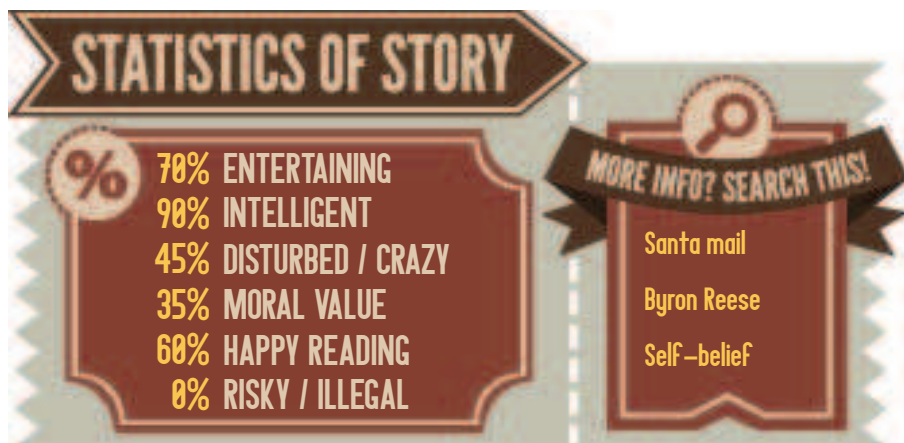 STATISTICS OF STORY
%
70% ENTERTAINING
90% INTELLIGENT
45% DISTURBED / CRAZY
35% MORAL VALUE
60% HAPPY READING
0% RISKY / ILLEGAL
MORE INFO? SEARCH THIS!
Santa mail
Byron Reese
Self-belief